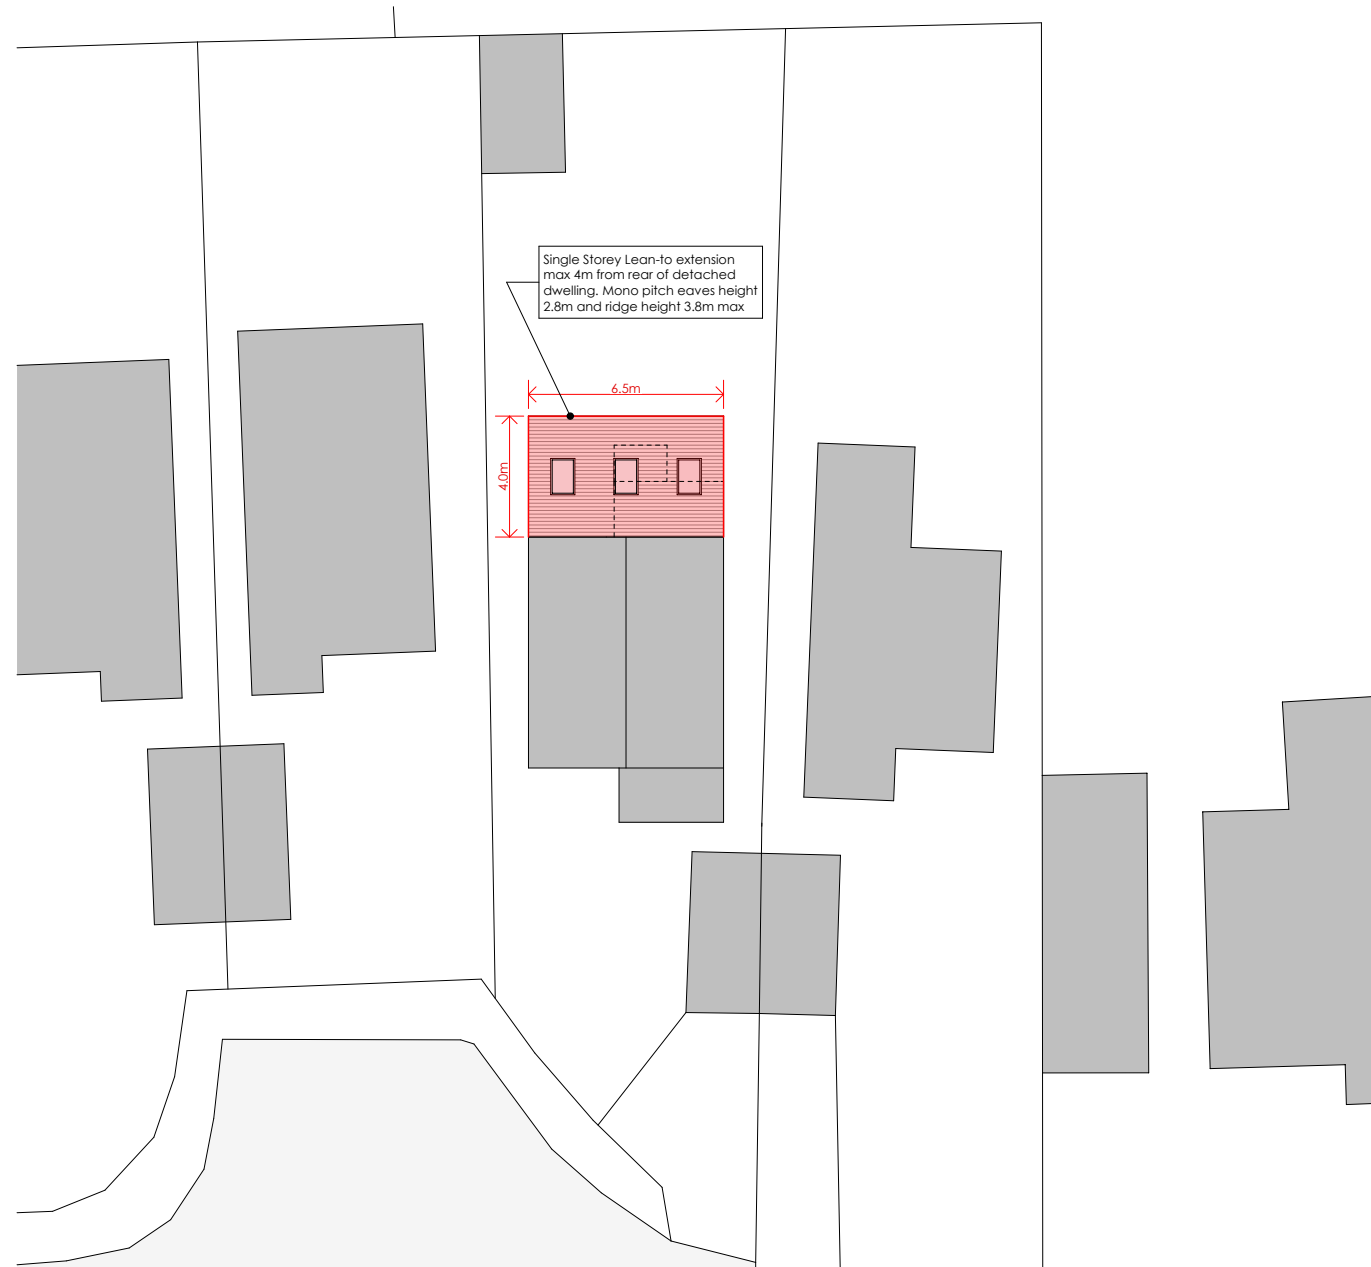 Single Storey Lean-to extension
max 4m from rear of detached
dwelling. Mono pitch eaves height
2.8m and ridge height 3.8m max
6.5m
4.0m